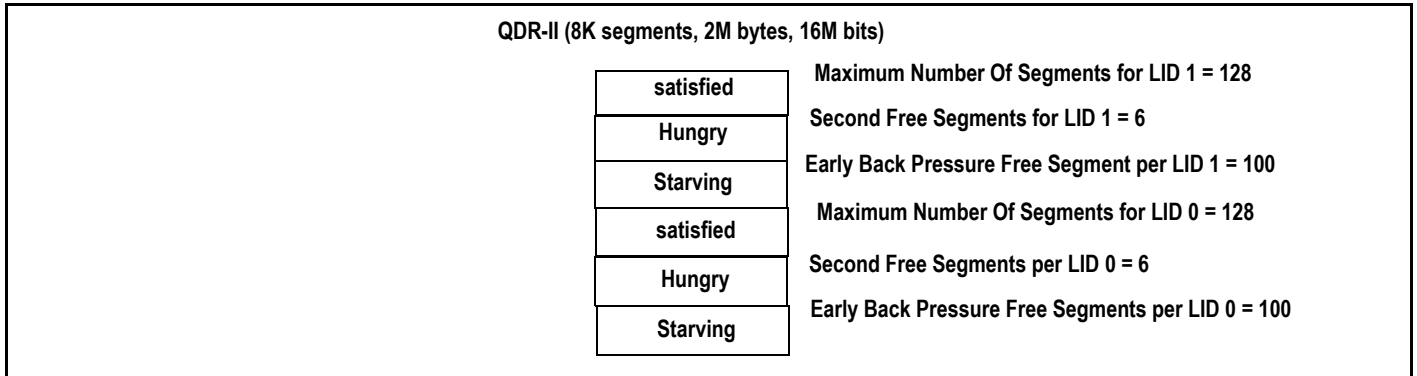 QDR-II (8K segments, 2M bytes, 16M bits)
satisfied
Maximum Number Of Segments for LID 1 = 128
Hungry
Second Free Segments for LID 1 = 6
Starving
Early Back Pressure Free Segment per LID 1 = 100
satisfied
Maximum Number Of Segments for LID 0 = 128
Hungry
Second Free Segments per LID 0 = 6
Starving
Early Back Pressure Free Segments per LID 0 = 100